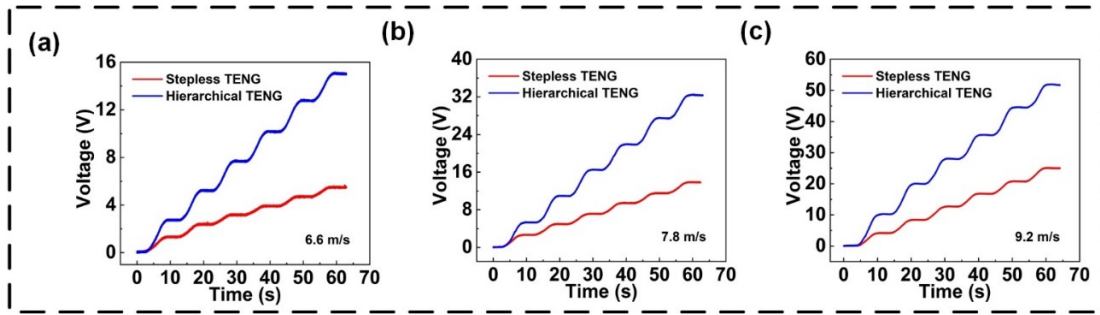 (a)
16
12
8
4
0
Voltage (V)
Stepless TENG
Hierarchical TENG
6.6 m/s
0 10 20 30 40 50 60 70
Time (s)
(b)
40
32
24
16
8
0
Voltage (V)
Stepless TENG
Hierarchical TENG
7.8 m/s
0 10 20 30 40 50 60 70
Time (s)
(c)
60
50
40
30
20
10
0
Voltage (V)
Stepless TENG
Hierarchical TENG
9.2 m/s
0 10 20 30 40 50 60 70
Time (s)